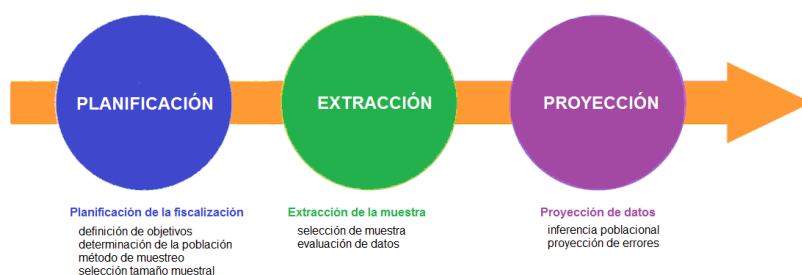 PLANIFICACIÓN
EXTRACCIÓN
PROYECCIÓN
Planificación de la fiscalización
definición de objetivos
determinación de la población
método de muestreo
selección tamaño muestral
Extracción de la muestra
selección de muestra
evaluación de datos
Proyección de datos
inferencia poblacional
proyección de errores